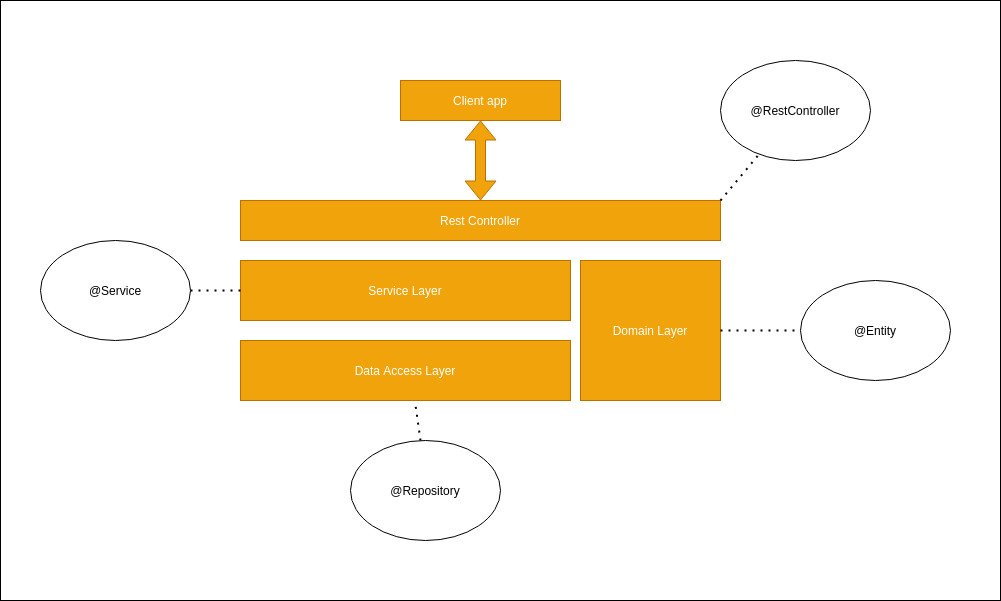 Client app
@RestController
Rest Controller
@Service
Service Layer
Domain Layer
@Entity
Data Access Layer
@Repository